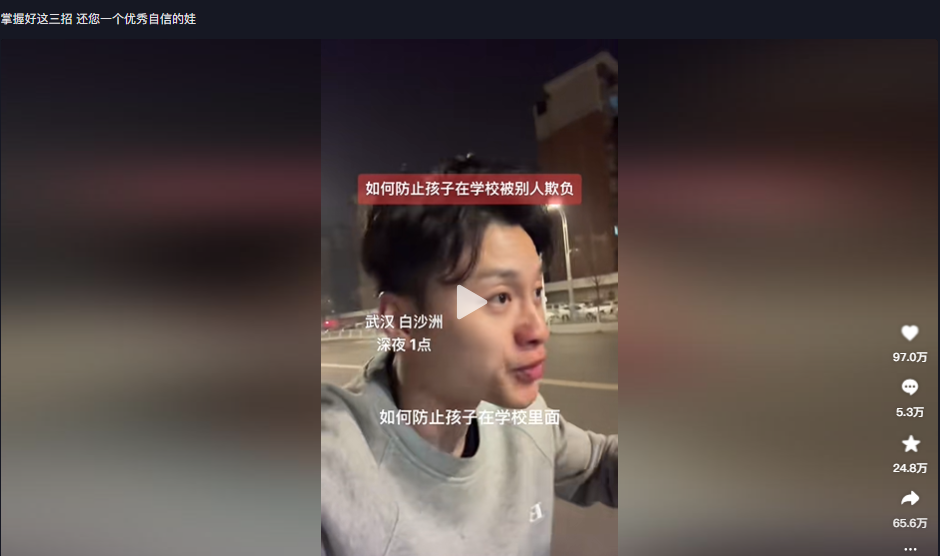 掌握好这三招 还您一个优秀自信的娃
如何防止孩子在学校被别人欺负
武汉 白沙洲
深夜 1点
如何防止孩子在学校里面
97.0万
5.3万
24.8万
65.6万